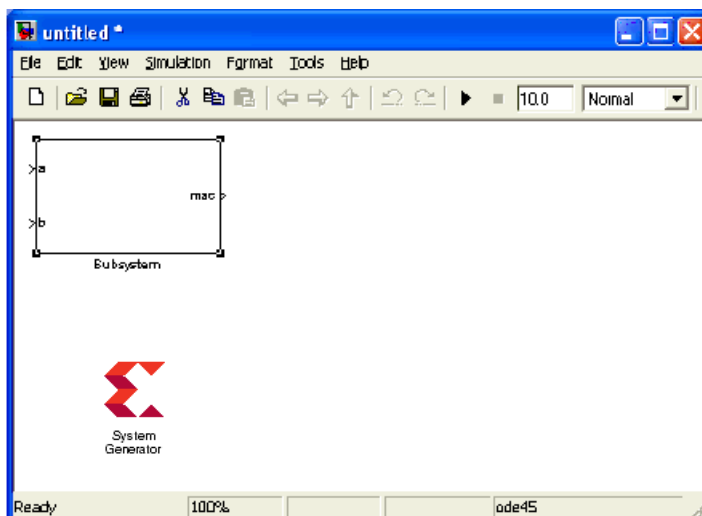 untitled *
File Edit View Simulation Format Tools Help
10.0 Normal
a
mac
b
Subsystem
System
Generator
Ready 100% ode45